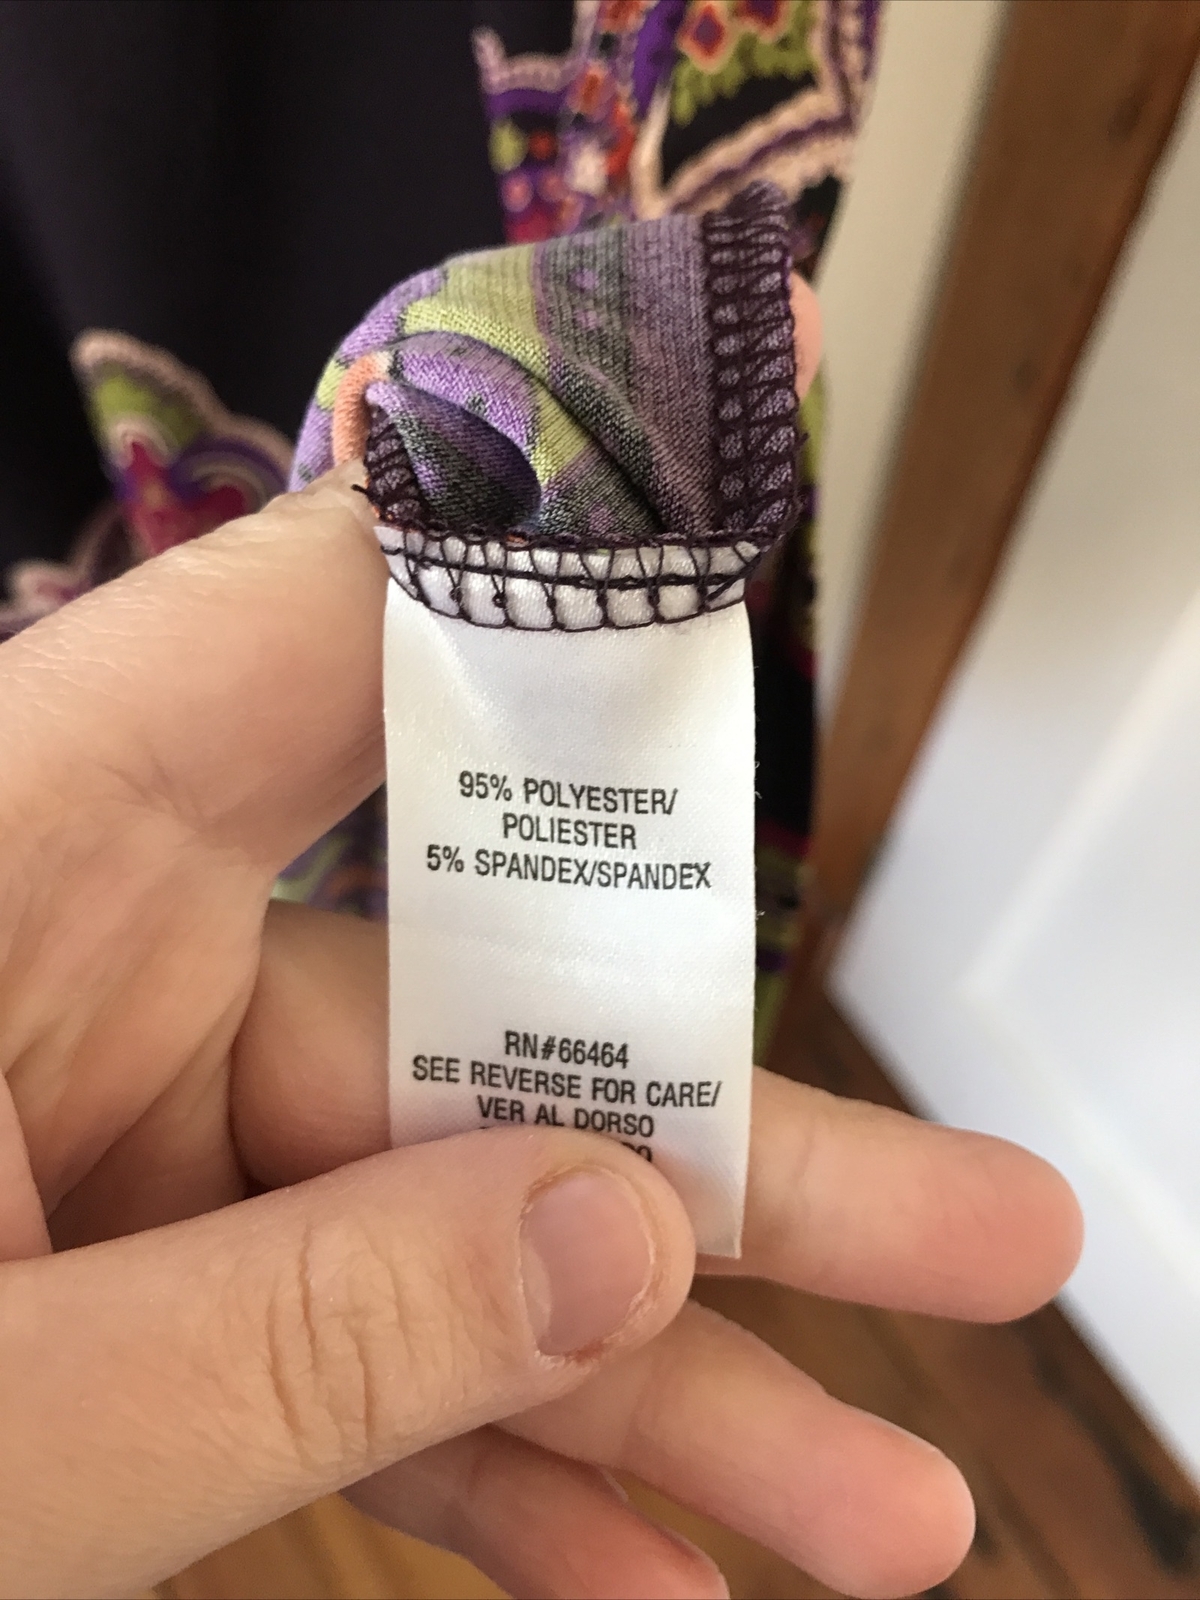 95% POLYESTER/
POLIESTER
5% SPANDEX/SPANDEX
RN#66464
SEE REVERSE FOR CARE/
VER AL DORSO